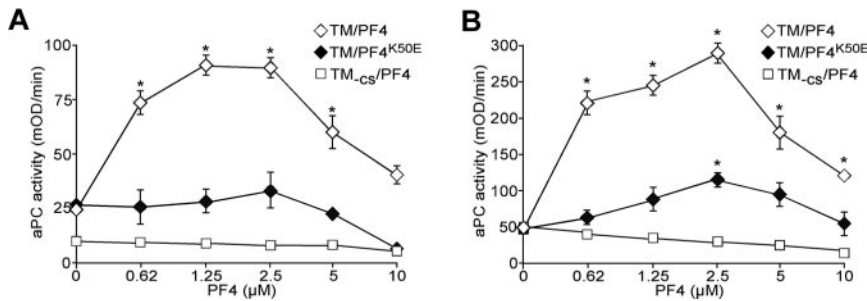 A
B
100
75
50
25
0
aPC activity (mOD/min)
TM/PF4
TM/PF4K50E
TM-cs/PF4
* * * *
0 0.62 1.25 2.5 5 10
PF4 (μM)
350
300
250
200
150
100
50
0
aPC activity (mOD/min)
TM/PF4
TM/PF4K50E
TM-cs/PF4
* * * * * *
0 0.62 1.25 2.5 5 10
PF4 (μM)